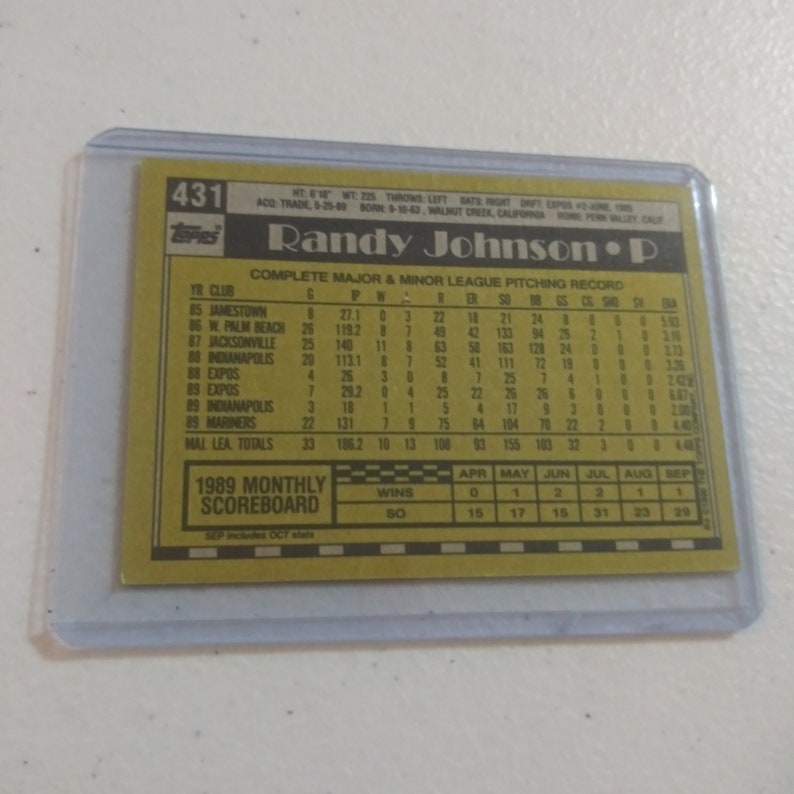 431
HT: 6'10" WT: 225 THROWS: LEFT BATS: RIGHT DRFT: EXPOS #2-JUNE, 1985
ACQ: TRADE, 5-25-89 BORN: 9-10-63, WALNUT CREEK, CALIFORNIA HOME: PENN VALLEY, CALIF.
TOPPS®
Randy Johnson • P
COMPLETE MAJOR & MINOR LEAGUE PITCHING RECORD
YR CLUB G IP W L R ER SO BB GS CG SHO SV ERA
85 JAMESTOWN 8 27.1 0 3 22 18 21 24 8 0 0 0 5.93
86 W. PALM BEACH 26 119.2 8 7 49 42 133 94 26 2 1 0 3.16
87 JACKSONVILLE 25 140 11 8 63 58 163 128 24 0 0 0 3.73
88 INDIANAPOLIS 20 113.1 8 7 52 41 111 72 19 0 0 0 3.26
88 EXPOS 4 26 3 0 8 7 25 7 4 1 0 0 2.42
89 EXPOS 7 29.2 0 4 25 22 26 26 6 0 0 0 6.67
89 INDIANAPOLIS 3 18 1 1 5 4 17 9 3 0 0 0 2.00
89 MARINERS 22 131 7 9 75 64 104 70 22 2 0 0 4.40
MAJ. LEA. TOTALS 33 186.2 10 13 108 93 155 103 32 3 0 0 4.48
1989 MONTHLY
SCOREBOARD
APR MAY JUN JUL AUG SEP
WINS 0 1 2 2 1 1
SO 15 17 15 31 23 29
SEP includes OCT stats